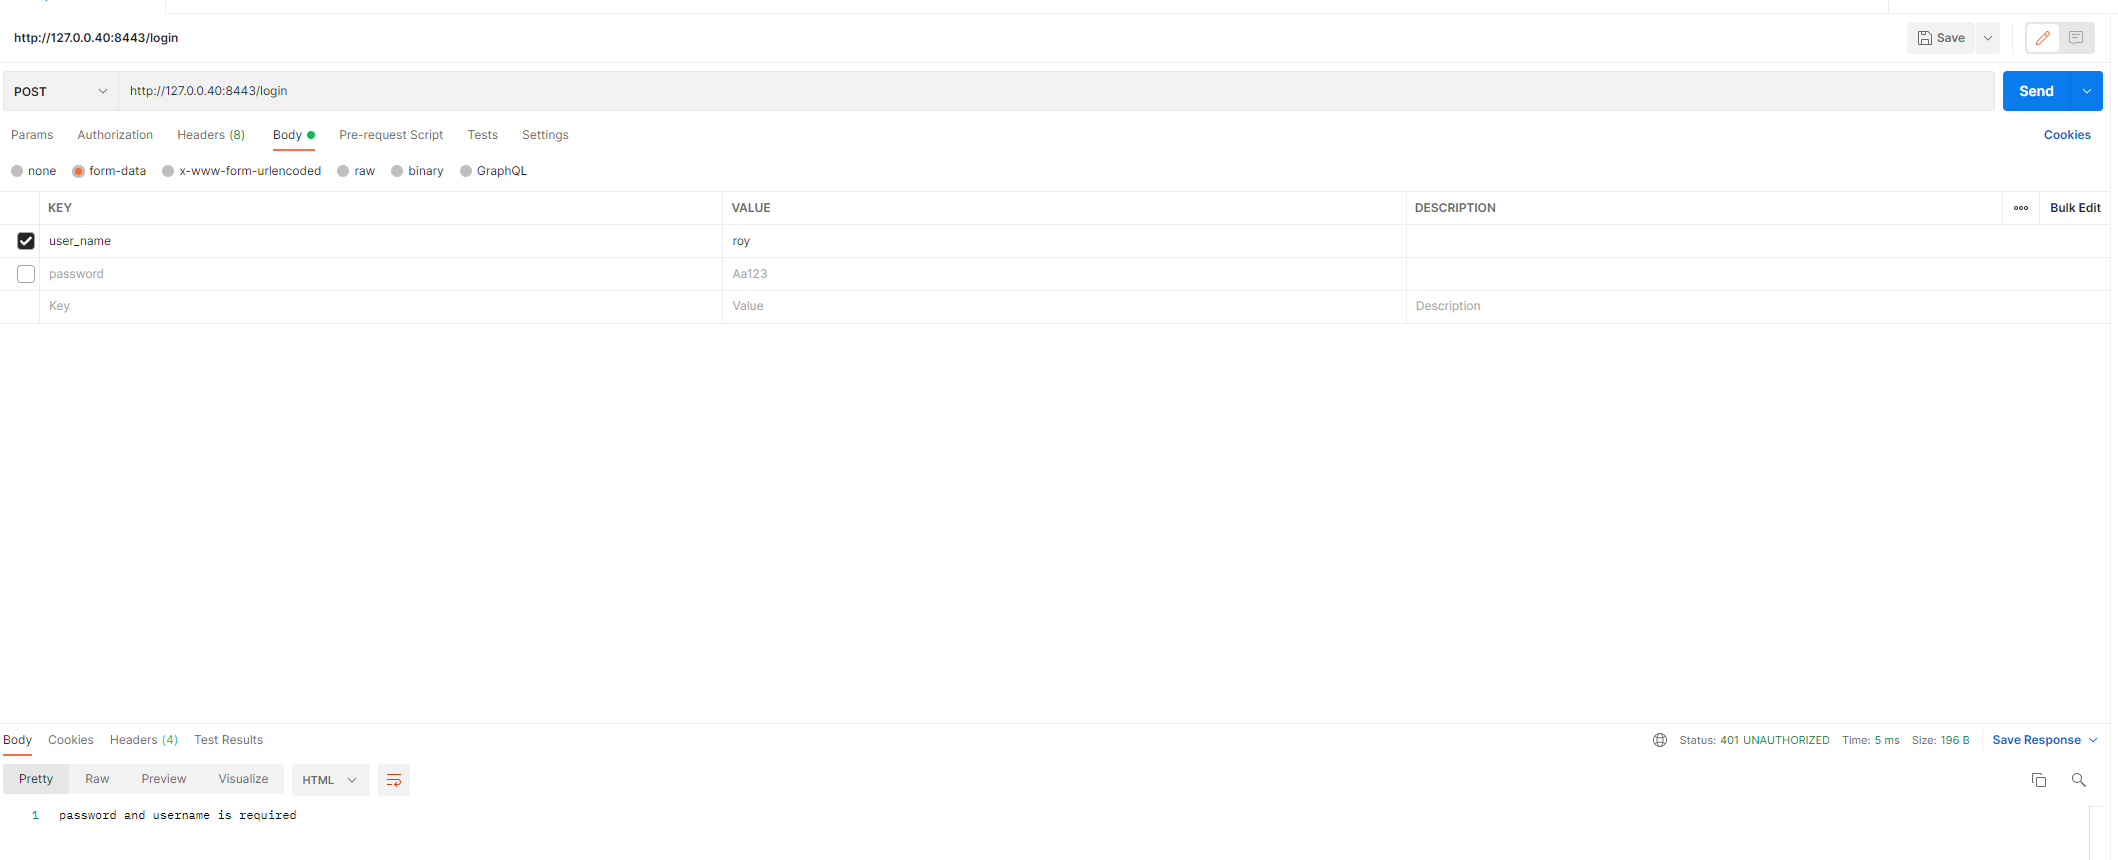 http://127.0.0.40:8443/login Save
POST http://127.0.0.40:8443/login Send
Params Authorization Headers (8) Body Pre-request Script Tests Settings Cookies
none form-data x-www-form-urlencoded raw binary GraphQL
KEY VALUE DESCRIPTION Bulk Edit
user_name roy
password Aa123
Key Value Description
Body Cookies Headers (4) Test Results Status: 401 UNAUTHORIZED Time: 5 ms Size: 196 B Save Response
Pretty Raw Preview Visualize HTML
1 password and username is required